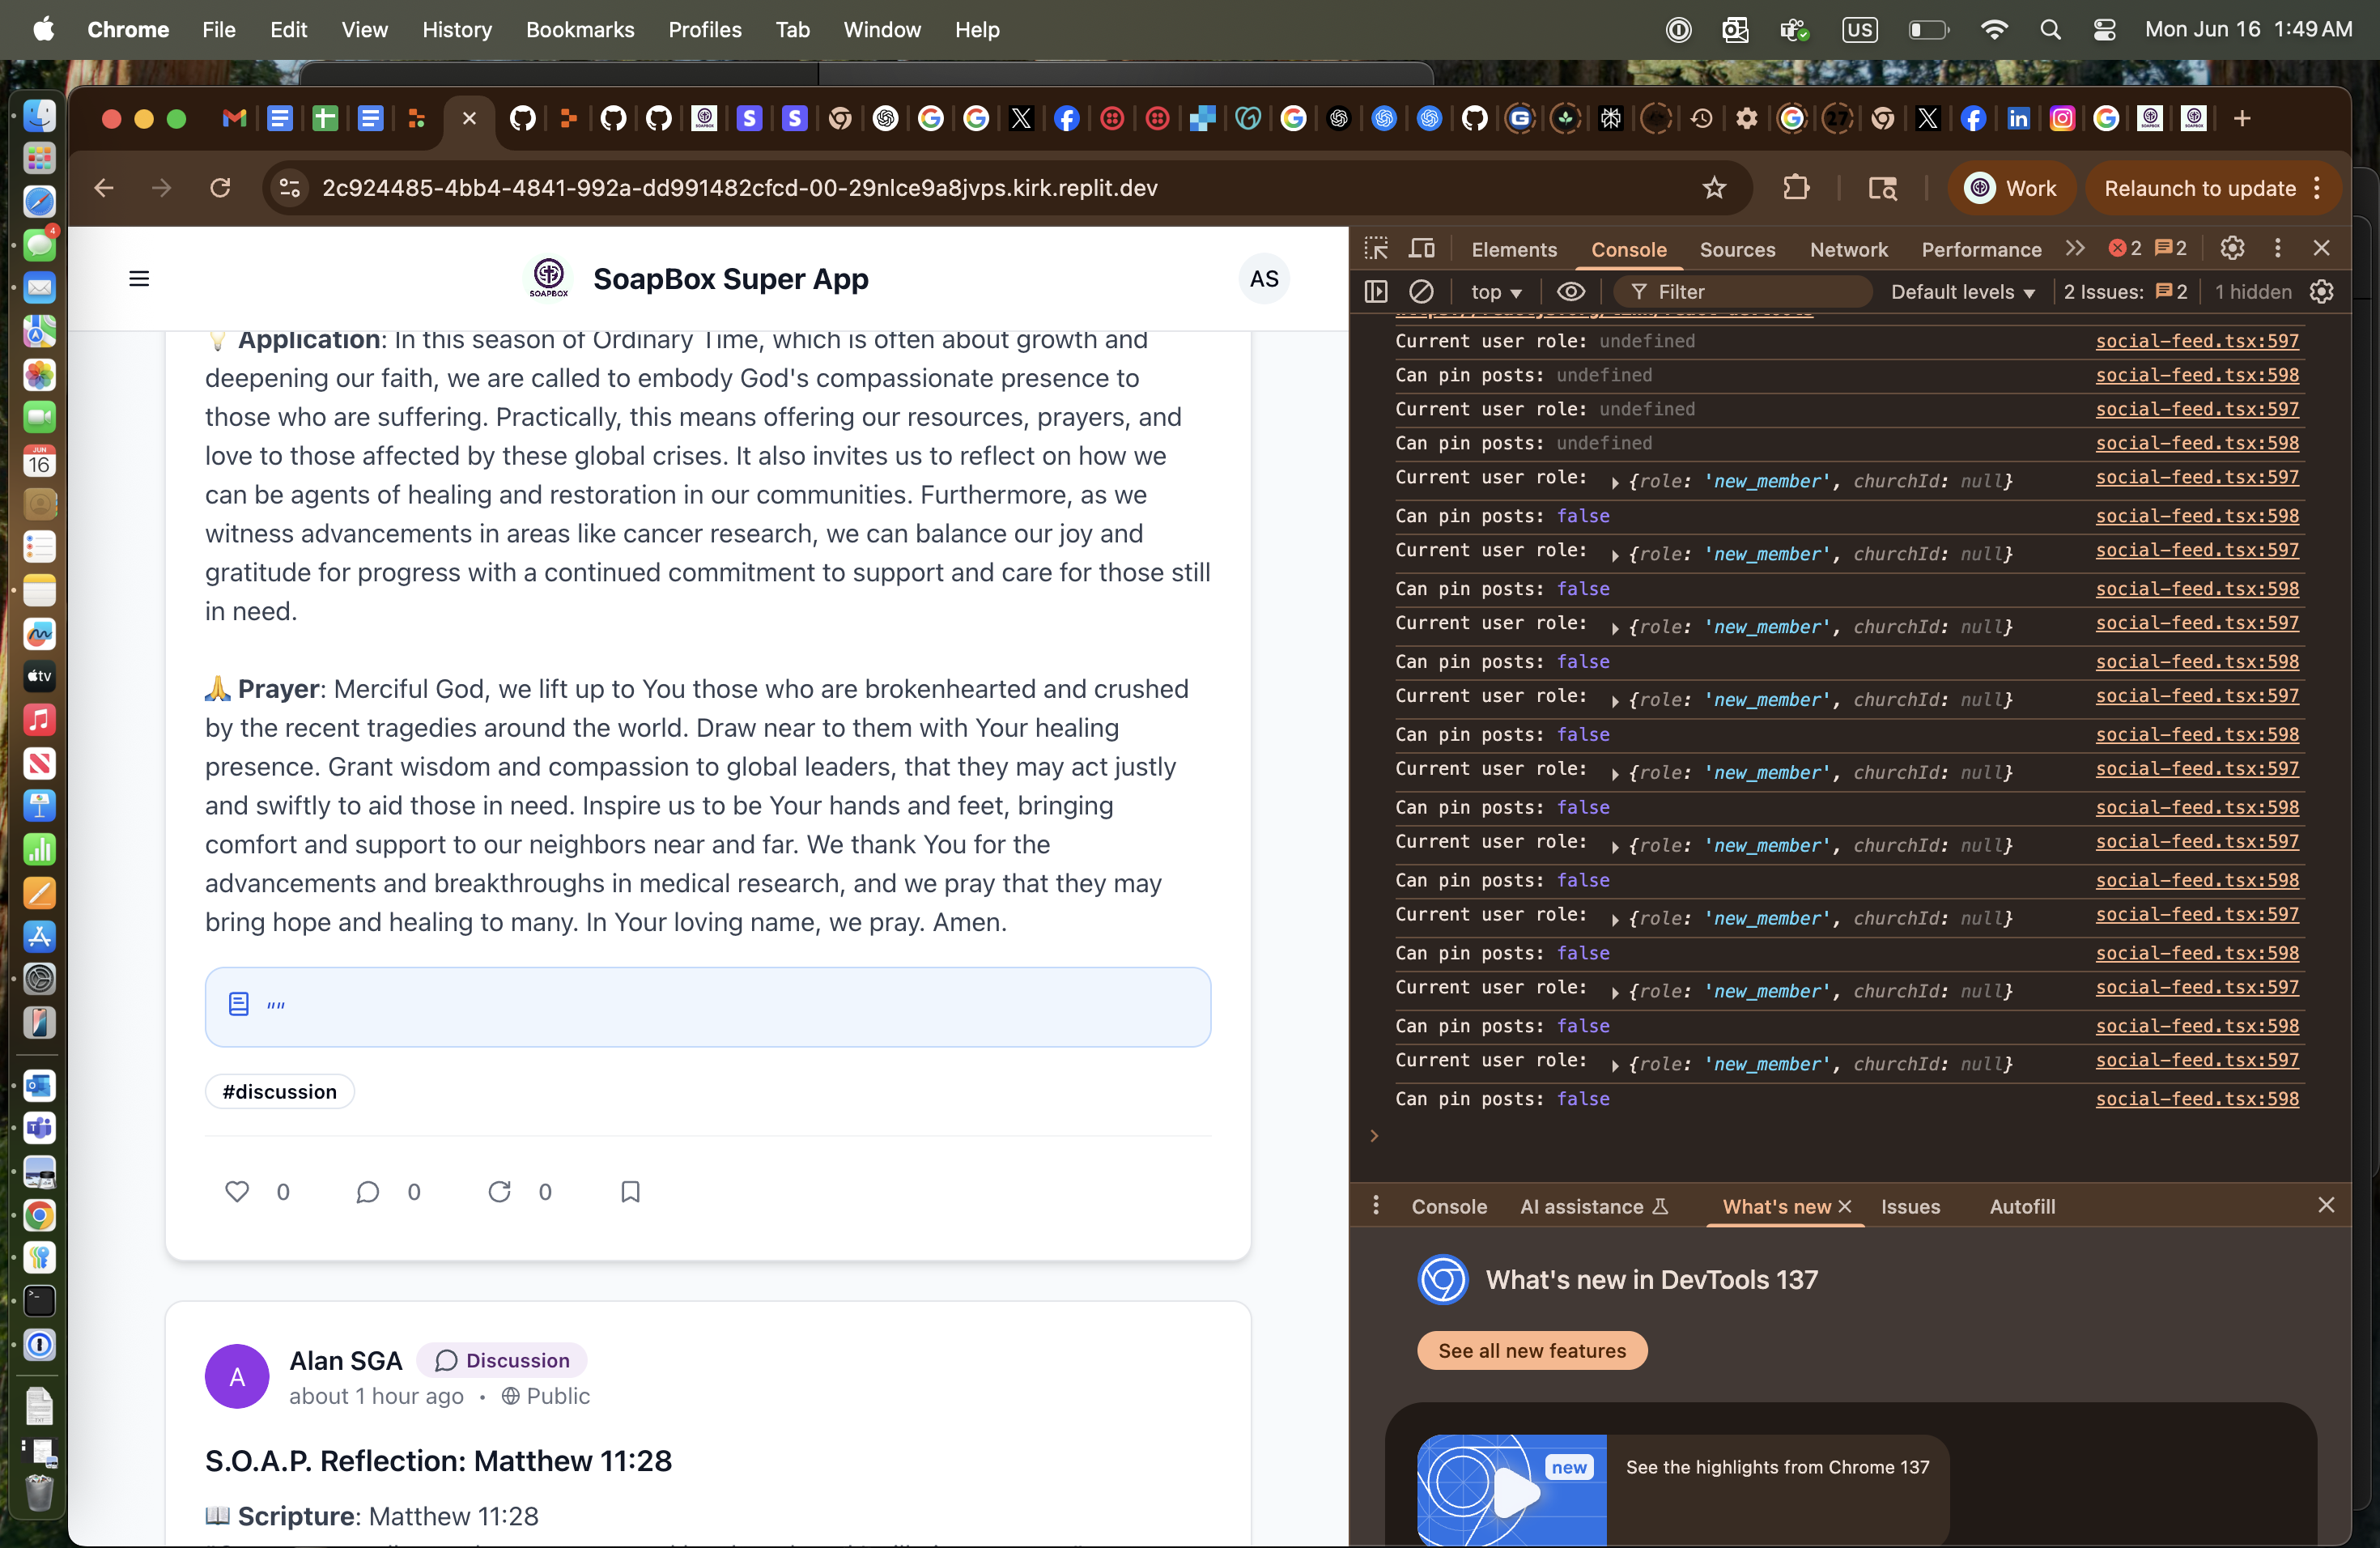 Chrome File Edit View History Bookmarks Profiles Tab Window Help
US
Mon Jun 16 1:49 AM
2c924485-4bb4-4841-992a-dd991482cfcd-00-29nlce9a8jvps.kirk.replit.dev
Work
Relaunch to update
SOAPBOX
SoapBox Super App
AS
💡 Application: In this season of Ordinary Time, which is often about growth and
deepening our faith, we are called to embody God's compassionate presence to
those who are suffering. Practically, this means offering our resources, prayers, and
love to those affected by these global crises. It also invites us to reflect on how we
can be agents of healing and restoration in our communities. Furthermore, as we
witness advancements in areas like cancer research, we can balance our joy and
gratitude for progress with a continued commitment to support and care for those still
in need.
🙏 Prayer: Merciful God, we lift up to You those who are brokenhearted and crushed
by the recent tragedies around the world. Draw near to them with Your healing
presence. Grant wisdom and compassion to global leaders, that they may act justly
and swiftly to aid those in need. Inspire us to be Your hands and feet, bringing
comfort and support to our neighbors near and far. We thank You for the
advancements and breakthroughs in medical research, and we pray that they may
bring hope and healing to many. In Your loving name, we pray. Amen.
""
#discussion
0 0 0
A
Alan SGA Discussion
about 1 hour ago • Public
S.O.A.P. Reflection: Matthew 11:28
📖 Scripture: Matthew 11:28
Elements Console Sources Network Performance 2 2
top Filter Default levels 2 Issues: 2 1 hidden
Current user role: undefined social-feed.tsx:597
Can pin posts: undefined social-feed.tsx:598
Current user role: undefined social-feed.tsx:597
Can pin posts: undefined social-feed.tsx:598
Current user role: {role: 'new_member', churchId: null} social-feed.tsx:597
Can pin posts: false social-feed.tsx:598
Current user role: {role: 'new_member', churchId: null} social-feed.tsx:597
Can pin posts: false social-feed.tsx:598
Current user role: {role: 'new_member', churchId: null} social-feed.tsx:597
Can pin posts: false social-feed.tsx:598
Current user role: {role: 'new_member', churchId: null} social-feed.tsx:597
Can pin posts: false social-feed.tsx:598
Current user role: {role: 'new_member', churchId: null} social-feed.tsx:597
Can pin posts: false social-feed.tsx:598
Current user role: {role: 'new_member', churchId: null} social-feed.tsx:597
Can pin posts: false social-feed.tsx:598
Current user role: {role: 'new_member', churchId: null} social-feed.tsx:597
Can pin posts: false social-feed.tsx:598
Current user role: {role: 'new_member', churchId: null} social-feed.tsx:597
Can pin posts: false social-feed.tsx:598
Current user role: {role: 'new_member', churchId: null} social-feed.tsx:597
Can pin posts: false social-feed.tsx:598
Console AI assistance What's new Issues Autofill
What's new in DevTools 137
See all new features
new
See the highlights from Chrome 137
4
JUN
16
tv